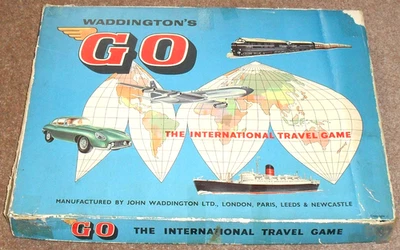 WADDINGTON'S
GO
THE INTERNATIONAL TRAVEL GAME
MANUFACTURED BY JOHN WADDINGTON LTD., LONDON, PARIS, LEEDS & NEWCASTLE
GO THE INTERNATIONAL TRAVEL GAME